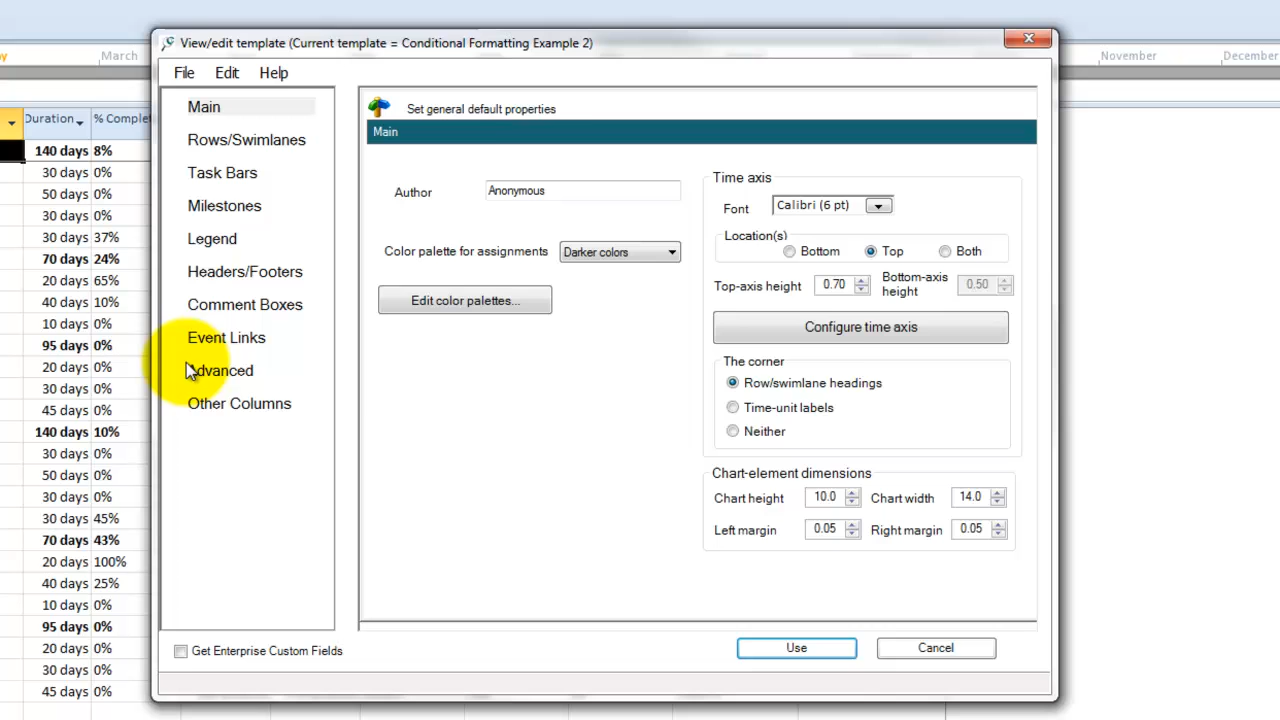 View/edit template (Current template = Conditional Formatting Example 2)
March
November
December
File Edit Help
Duration
% Comple
140 days 8%
30 days 0%
50 days 0%
30 days 0%
30 days 37%
70 days 24%
20 days 65%
40 days 10%
10 days 0%
95 days 0%
20 days 0%
30 days 0%
45 days 0%
140 days 10%
30 days 0%
50 days 0%
30 days 0%
30 days 45%
70 days 43%
20 days 100%
40 days 25%
10 days 0%
95 days 0%
20 days 0%
30 days 0%
45 days 0%
Main
Rows/Swimlanes
Task Bars
Milestones
Legend
Headers/Footers
Comment Boxes
Event Links
Advanced
Other Columns
Set general default properties
Main
Author Anonymous
Color palette for assignments Darker colors
Edit color palettes...
Time axis
Font Calibri (6 pt)
Location(s)
Bottom Top Both
Top-axis height 0.70 Bottom-axis height 0.50
Configure time axis
The corner
Row/swimlane headings
Time-unit labels
Neither
Chart-element dimensions
Chart height 10.0 Chart width 14.0
Left margin 0.05 Right margin 0.05
Get Enterprise Custom Fields
Use Cancel